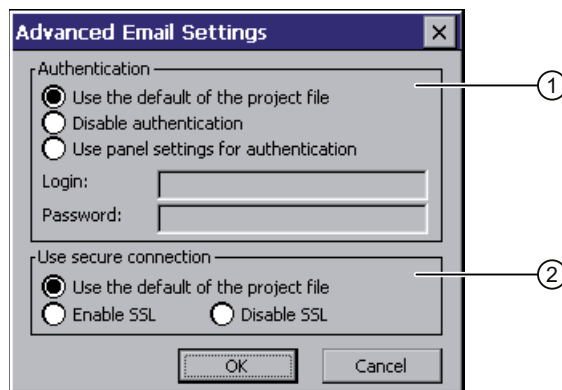 Advanced Email Settings
Authentication
1
Use the default of the project file
Disable authentication
Use panel settings for authentication
Login:
Password:
Use secure connection
2
Use the default of the project file
Enable SSL Disable SSL
OK Cancel